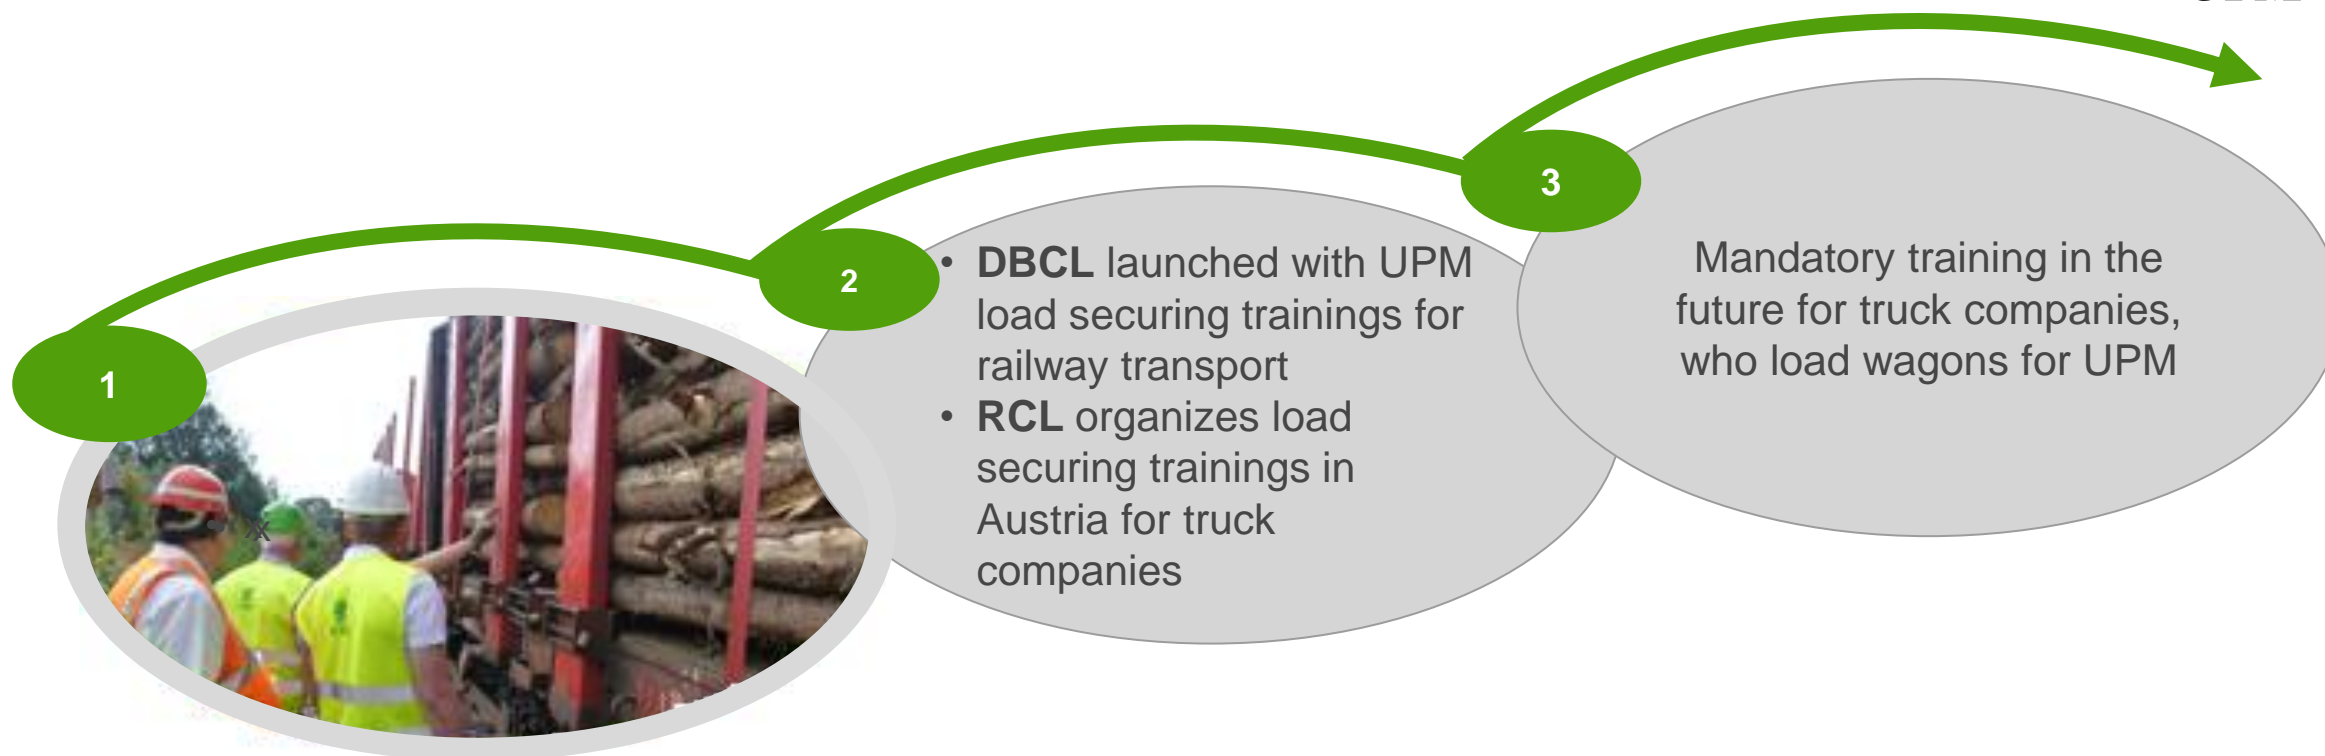 1
xx
2
• DBCL launched with UPM
load securing trainings for
railway transport
• RCL organizes load
securing trainings in
Austria for truck
companies
3
Mandatory training in the
future for truck companies,
who load wagons for UPM